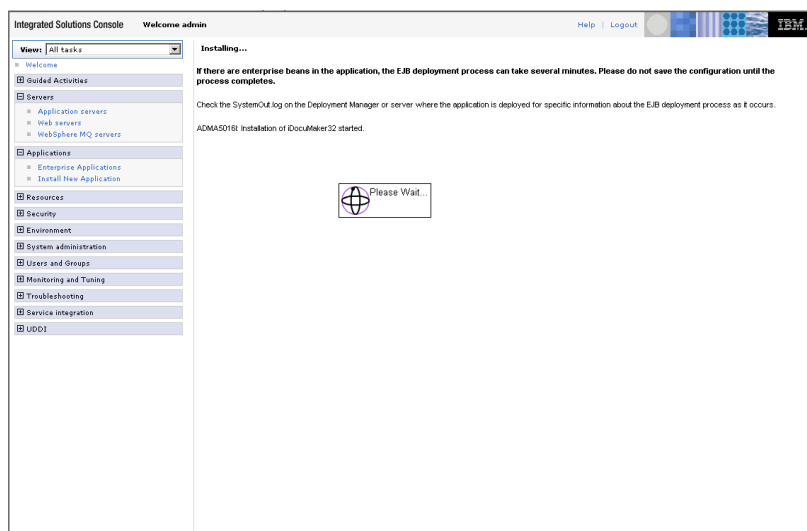 Integrated Solutions Console Welcome admin
Help | Logout
IBM.
View: All tasks
Welcome
Guided Activities
Servers
Application servers
Web servers
WebSphere MQ servers
Applications
Enterprise Applications
Install New Application
Resources
Security
Environment
System administration
Users and Groups
Monitoring and Tuning
Troubleshooting
Service integration
UDDI
Installing...
If there are enterprise beans in the application, the EJB deployment process can take several minutes. Please do not save the configuration until the
process completes.
Check the SystemOut.log on the Deployment Manager or server where the application is deployed for specific information about the EJB deployment process as it occurs.
ADMA5016I: Installation of iDocuMaker32 started.
Please Wait...